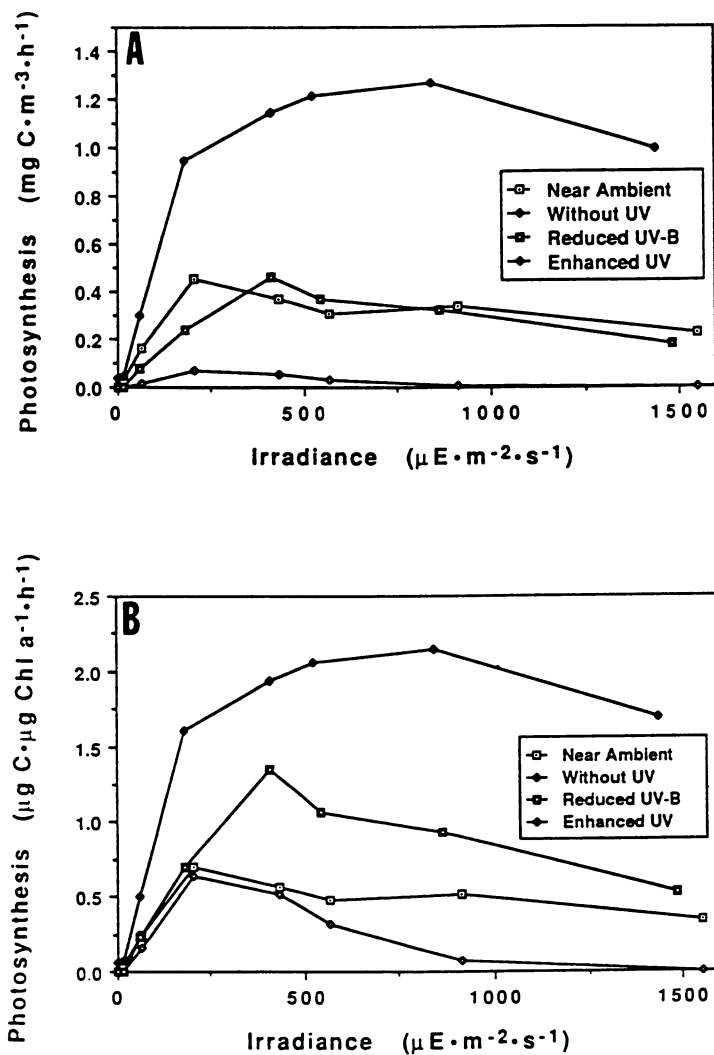 A
Photosynthesis (mg C•m-3•h-1)
1.4
1.2
1.0
0.8
0.6
0.4
0.2
0.0
Near Ambient
Without UV
Reduced UV-B
Enhanced UV
0 500 1000 1500
Irradiance (μE•m-2•s-1)
B
Photosynthesis (μg C•μg Chl a-1•h-1)
2.5
2.0
1.5
1.0
0.5
0.0
Near Ambient
Without UV
Reduced UV-B
Enhanced UV
0 500 1000 1500
Irradiance (μE•m-2•s-1)